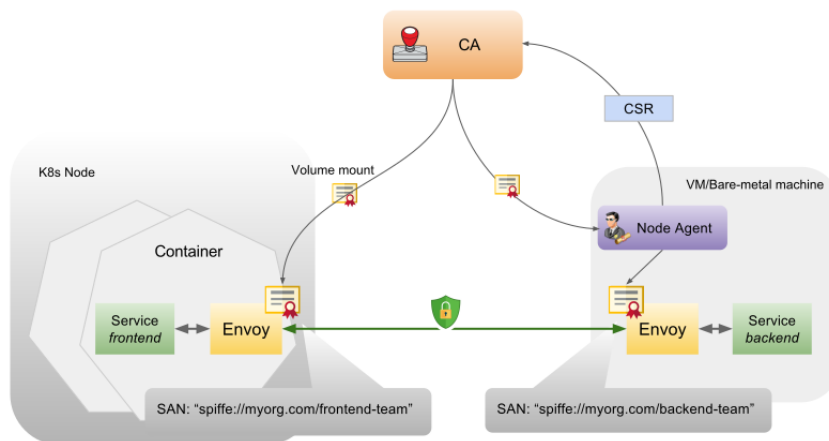 CA
CSR
Volume mount
K8s Node
VM/Bare-metal machine
Container
Node Agent
Service
frontend
Envoy
Envoy
Service
backend
SAN: “spiffe://myorg.com/frontend-team”
SAN: “spiffe://myorg.com/backend-team”